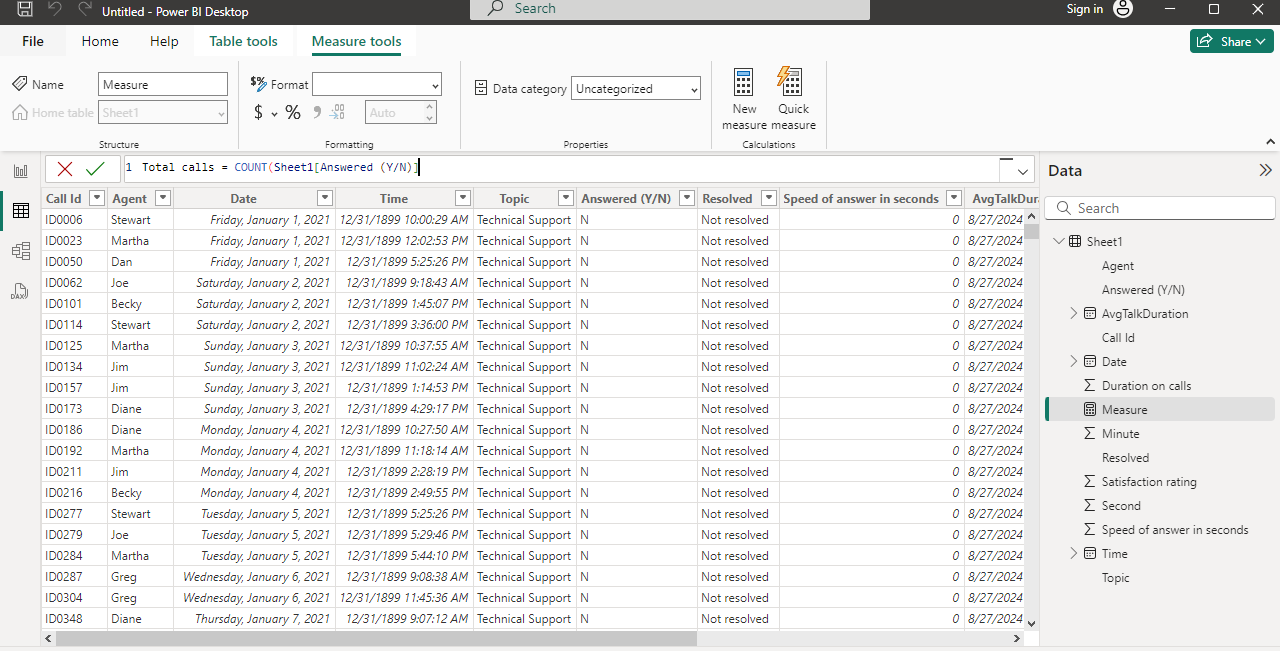 Untitled - Power BI Desktop
Search
Sign in
File
Home
Help
Table tools
Measure tools
Share
Name
Measure
Home table
Sheet1
Structure
$% Format
$ % 9 .00
Auto
Formatting
Data category
Uncategorized
Properties
New measure
Quick measure
Calculations
1 Total calls = COUNT(Sheet1[Answered (Y/N)]
DAX
Call Id Agent Date Time Topic Answered (Y/N) Resolved Speed of answer in seconds AvgTalkDur
ID0006 Stewart Friday, January 1, 2021 12/31/1899 10:00:29 AM Technical Support N Not resolved 0 8/27/2024
ID0023 Martha Friday, January 1, 2021 12/31/1899 12:02:53 PM Technical Support N Not resolved 0 8/27/2024
ID0050 Dan Friday, January 1, 2021 12/31/1899 5:25:26 PM Technical Support N Not resolved 0 8/27/2024
ID0062 Joe Saturday, January 2, 2021 12/31/1899 9:18:43 AM Technical Support N Not resolved 0 8/27/2024
ID0101 Becky Saturday, January 2, 2021 12/31/1899 1:45:07 PM Technical Support N Not resolved 0 8/27/2024
ID0114 Stewart Saturday, January 2, 2021 12/31/1899 3:36:00 PM Technical Support N Not resolved 0 8/27/2024
ID0125 Martha Sunday, January 3, 2021 12/31/1899 10:37:55 AM Technical Support N Not resolved 0 8/27/2024
ID0134 Jim Sunday, January 3, 2021 12/31/1899 11:02:24 AM Technical Support N Not resolved 0 8/27/2024
ID0157 Jim Sunday, January 3, 2021 12/31/1899 1:14:53 PM Technical Support N Not resolved 0 8/27/2024
ID0173 Diane Sunday, January 3, 2021 12/31/1899 4:29:17 PM Technical Support N Not resolved 0 8/27/2024
ID0186 Diane Monday, January 4, 2021 12/31/1899 10:27:50 AM Technical Support N Not resolved 0 8/27/2024
ID0192 Martha Monday, January 4, 2021 12/31/1899 11:18:14 AM Technical Support N Not resolved 0 8/27/2024
ID0211 Jim Monday, January 4, 2021 12/31/1899 2:28:19 PM Technical Support N Not resolved 0 8/27/2024
ID0216 Becky Monday, January 4, 2021 12/31/1899 2:49:55 PM Technical Support N Not resolved 0 8/27/2024
ID0277 Stewart Tuesday, January 5, 2021 12/31/1899 5:25:26 PM Technical Support N Not resolved 0 8/27/2024
ID0279 Joe Tuesday, January 5, 2021 12/31/1899 5:29:46 PM Technical Support N Not resolved 0 8/27/2024
ID0284 Martha Tuesday, January 5, 2021 12/31/1899 5:44:10 PM Technical Support N Not resolved 0 8/27/2024
ID0287 Greg Wednesday, January 6, 2021 12/31/1899 9:08:38 AM Technical Support N Not resolved 0 8/27/2024
ID0304 Greg Wednesday, January 6, 2021 12/31/1899 11:45:36 AM Technical Support N Not resolved 0 8/27/2024
ID0348 Diane Thursday, January 7, 2021 12/31/1899 9:07:12 AM Technical Support N Not resolved 0 8/27/2024
Data
Search
Sheet1
Agent
Answered (Y/N)
AvgTalkDuration
Call Id
Date
Duration on calls
Measure
Minute
Resolved
Satisfaction rating
Second
Speed of answer in seconds
Time
Topic